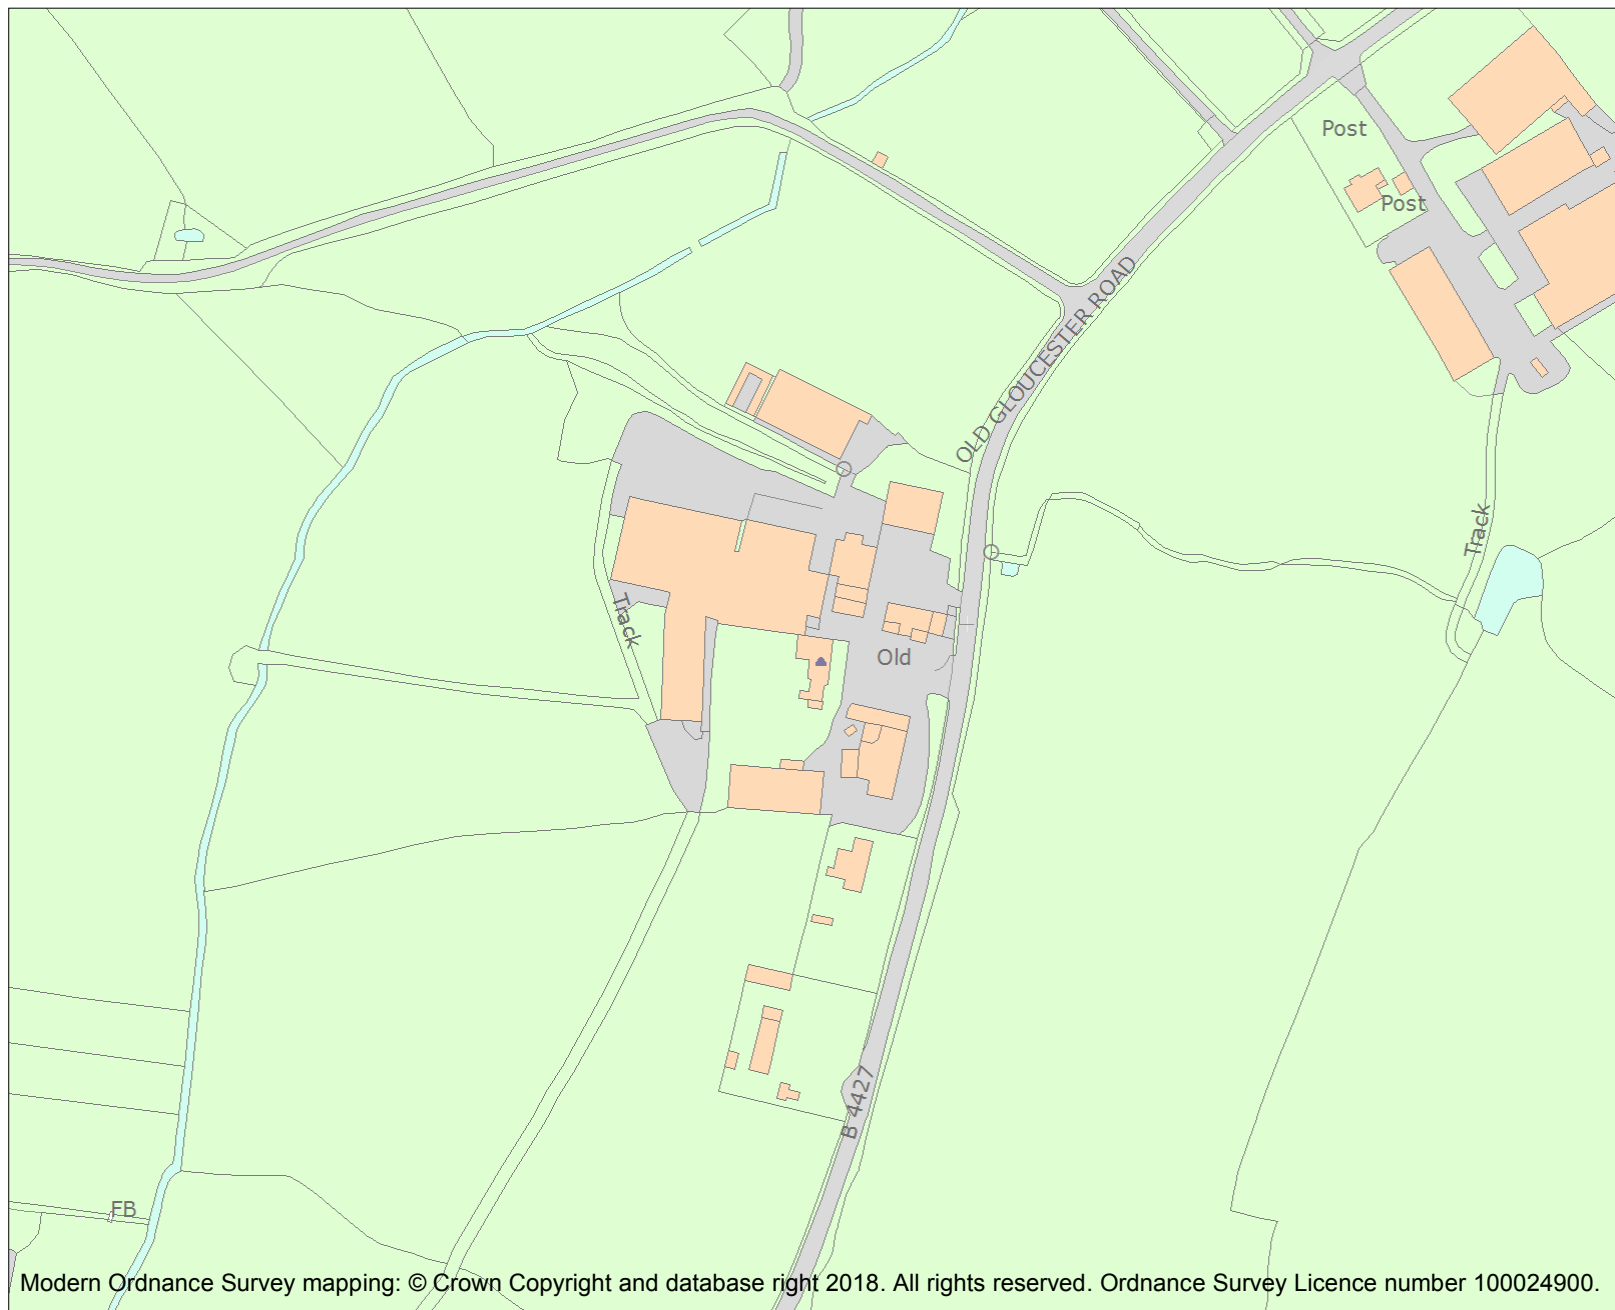 Post
Post
OLD GLOUCESTER ROAD
Track
Track
Old
B 4427
FB
Modern Ordnance Survey mapping: © Crown Copyright and database right 2018. All rights reserved. Ordnance Survey Licence number 100024900.